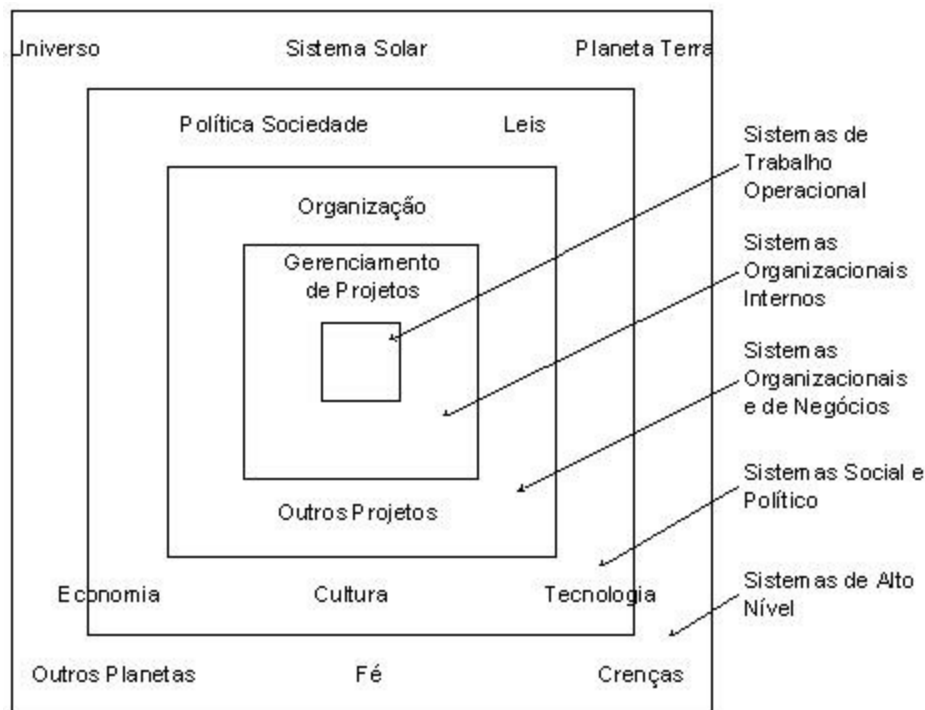 Universo Sistema Solar Planeta Terra
Política Sociedade Leis
Organização
Gerenciamento
de Projetos
Outros Projetos
Economia Cultura Tecnologia
Outros Planetas Fé Crenças
Sistemas de
Trabalho
Operacional
Sistemas
Organizacionais
Internos
Sistemas
Organizacionais
e de Negócios
Sistemas Social e
Político
Sistemas de Alto
Nível